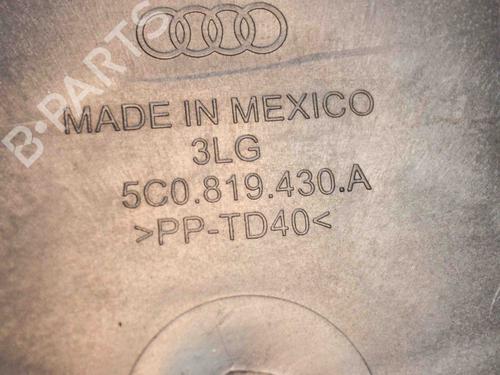 B-PARTS
MADE IN MEXICO
3LG
5C0.819.430.A
>PP-TD40<